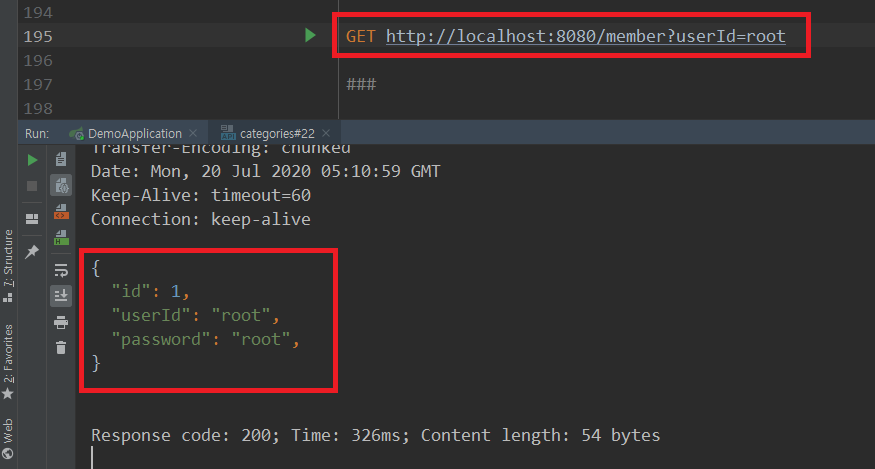 194
195 GET http://localhost:8080/member?userId=root
196
197 ###
198
Run: DemoApplication × categories#22 ×
Transfer-Encoding: chunked
Date: Mon, 20 Jul 2020 05:10:59 GMT
Keep-Alive: timeout=60
Connection: keep-alive
{
"id": 1,
"userId": "root",
"password": "root",
}
Response code: 200; Time: 326ms; Content length: 54 bytes
7: Structure
2: Favorites
Web